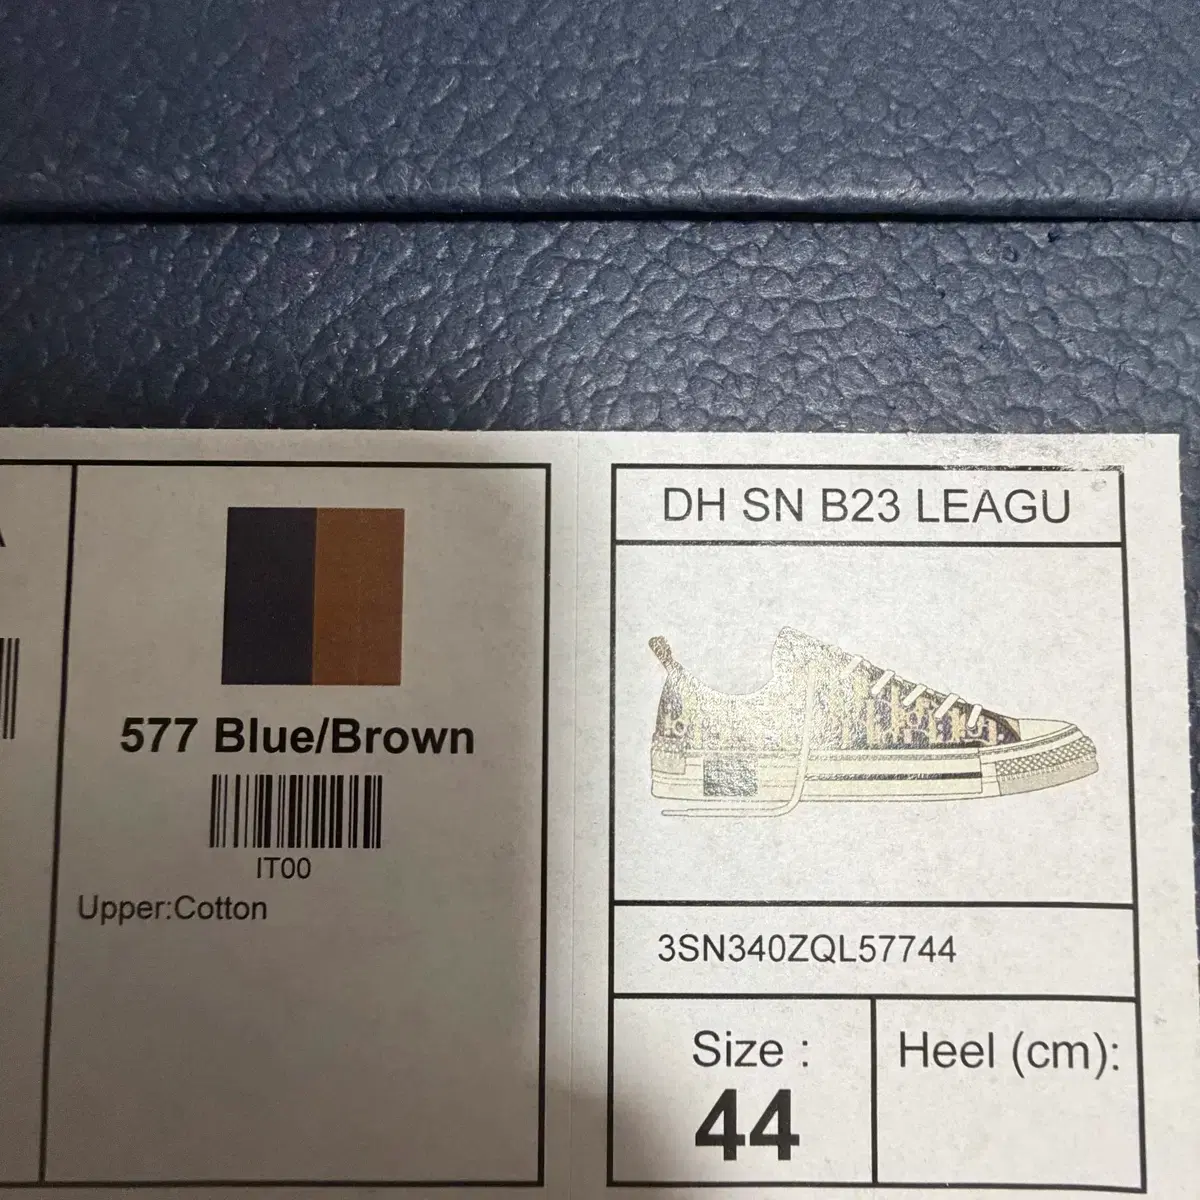 577 Blue/Brown
IT00
Upper:Cotton
DH SN B23 LEAGU
3SN340ZQL57744
Size :
44
Heel (cm):